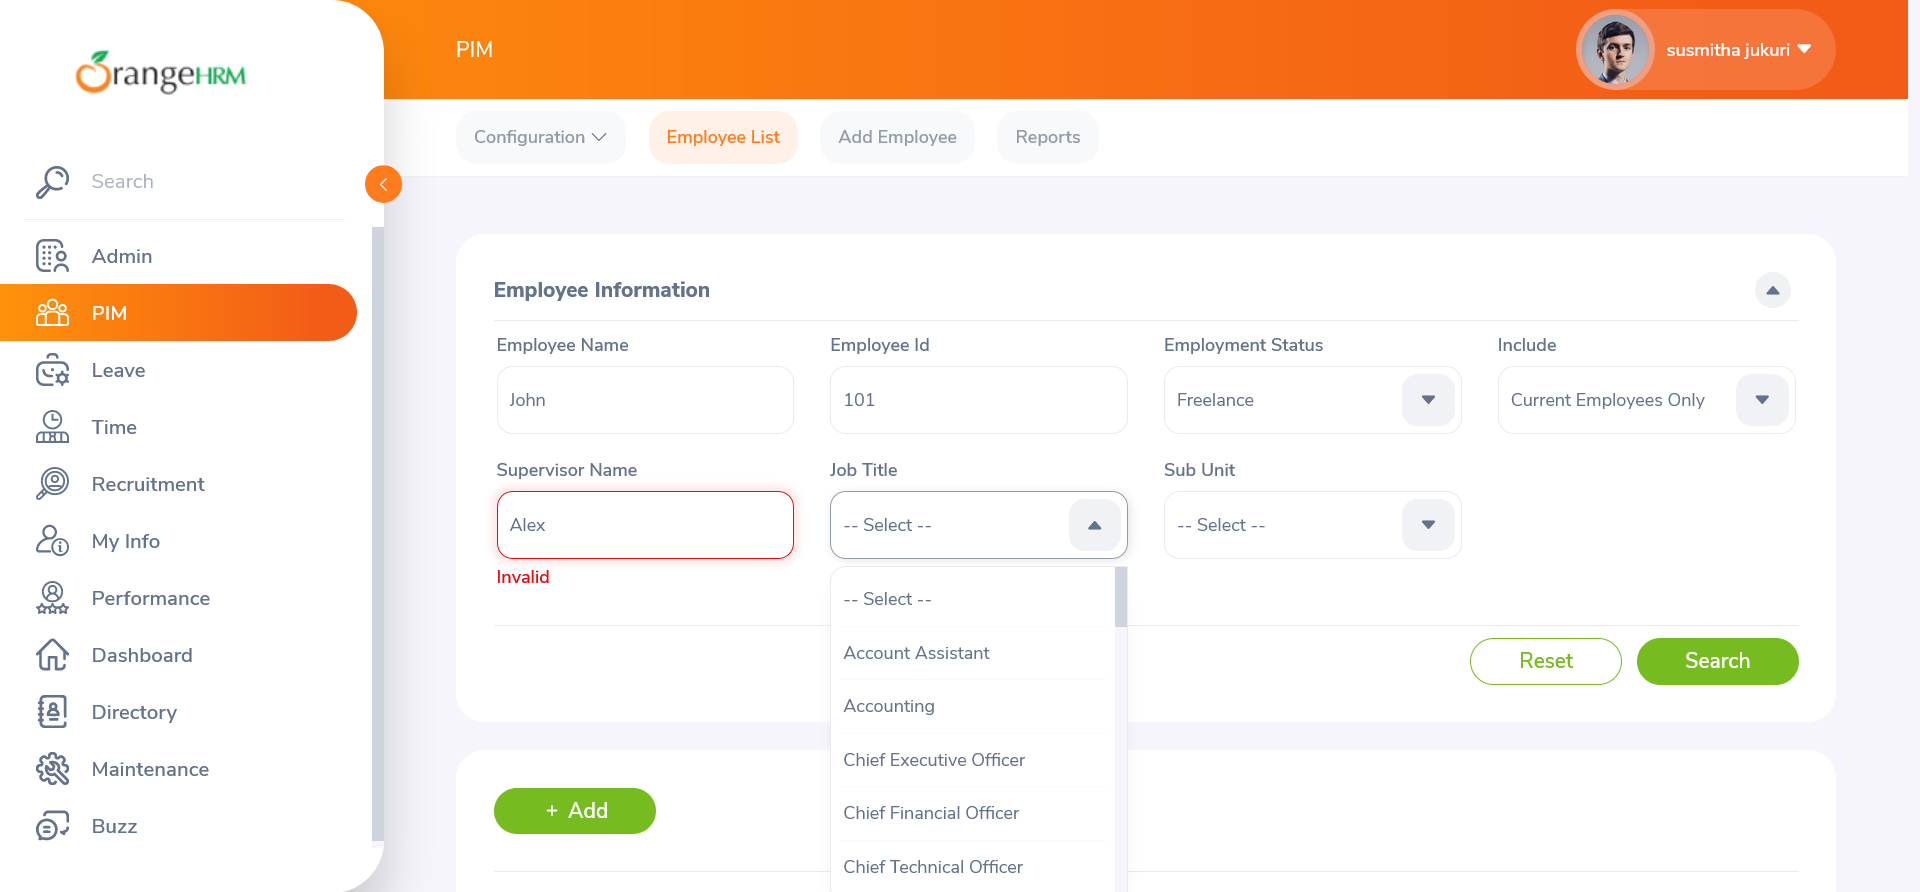 PIM
susmitha jukuri
OrangeHRM
Configuration
Employee List
Add Employee
Reports
Search
Admin
PIM
Leave
Time
Recruitment
My Info
Performance
Dashboard
Directory
Maintenance
Buzz
Employee Information
Employee Name
Employee Id
Employment Status
Include
John
101
Freelance
Current Employees Only
Supervisor Name
Job Title
Sub Unit
Alex
-- Select --
-- Select --
Invalid
-- Select --
Account Assistant
Accounting
Chief Executive Officer
Chief Financial Officer
Chief Technical Officer
Reset
Search
+ Add